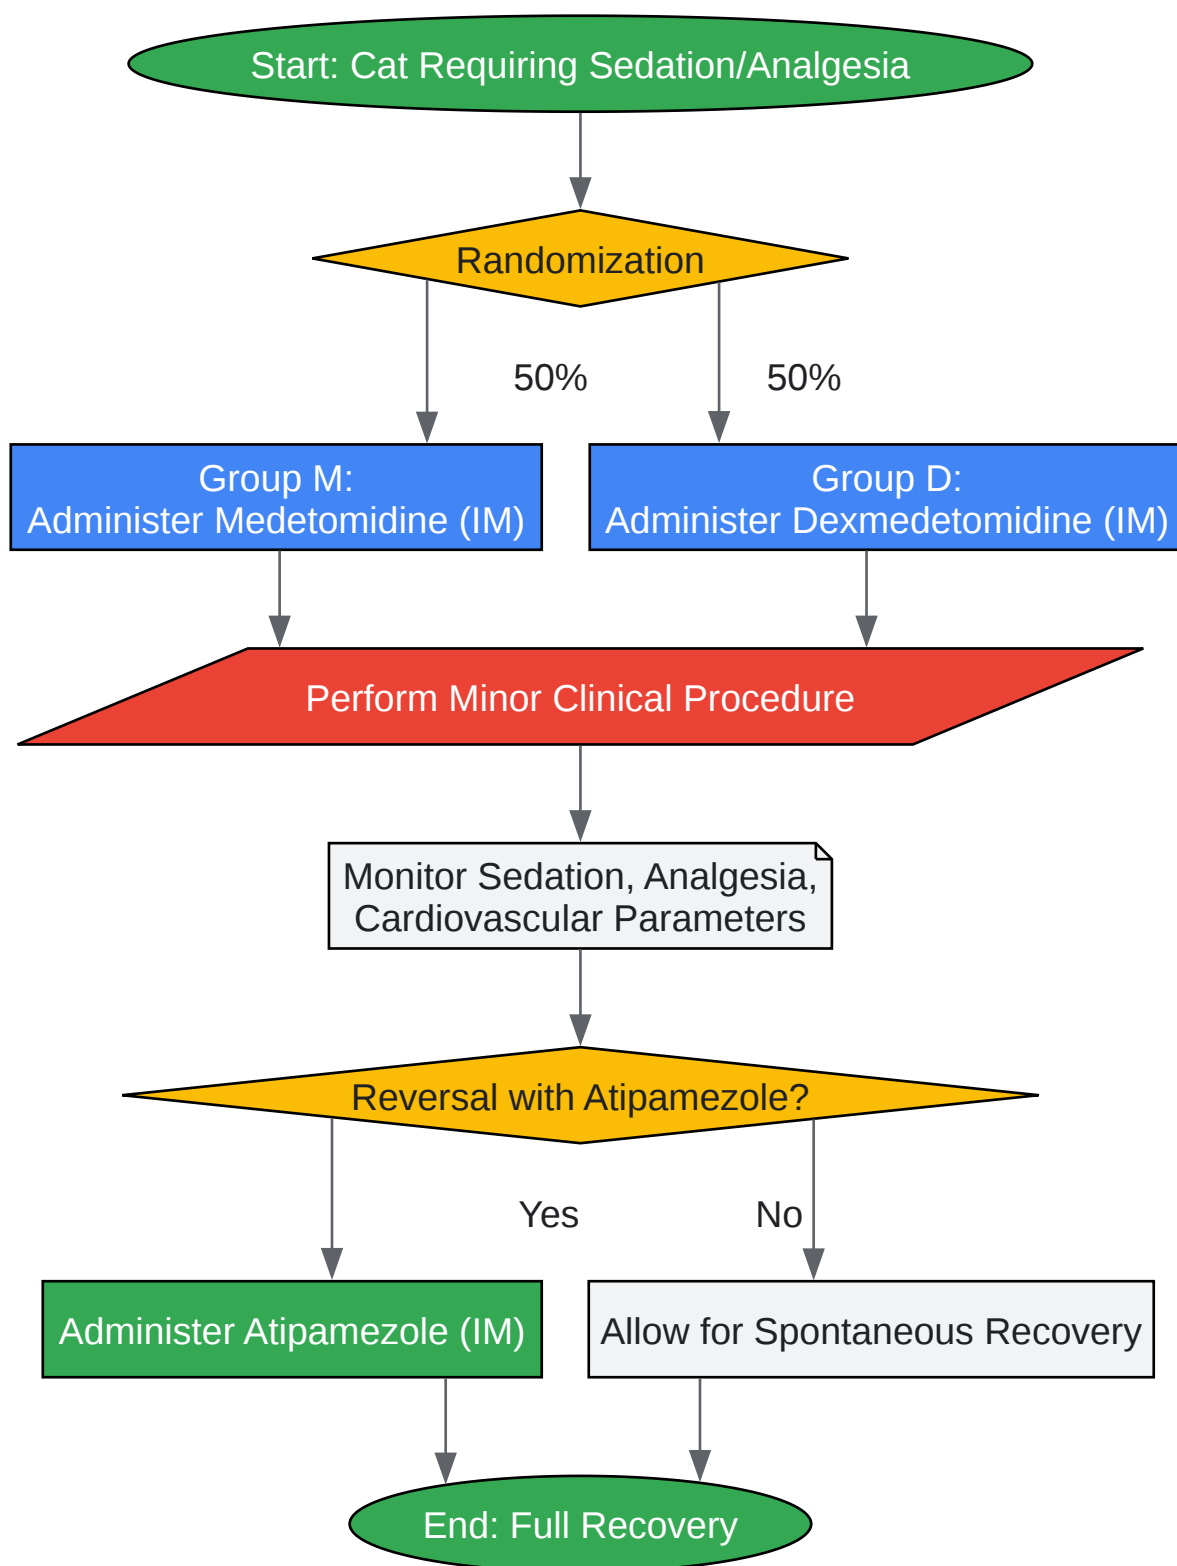 Start: Cat Requiring Sedation/Analgesia
Randomization
50%
50%
Group M:
Administer Medetomidine (IM)
Group D:
Administer Dexmedetomidine (IM)
Perform Minor Clinical Procedure
Monitor Sedation, Analgesia,
Cardiovascular Parameters
Reversal with Atipamezole?
Yes
No
Administer Atipamezole (IM)
Allow for Spontaneous Recovery
End: Full Recovery